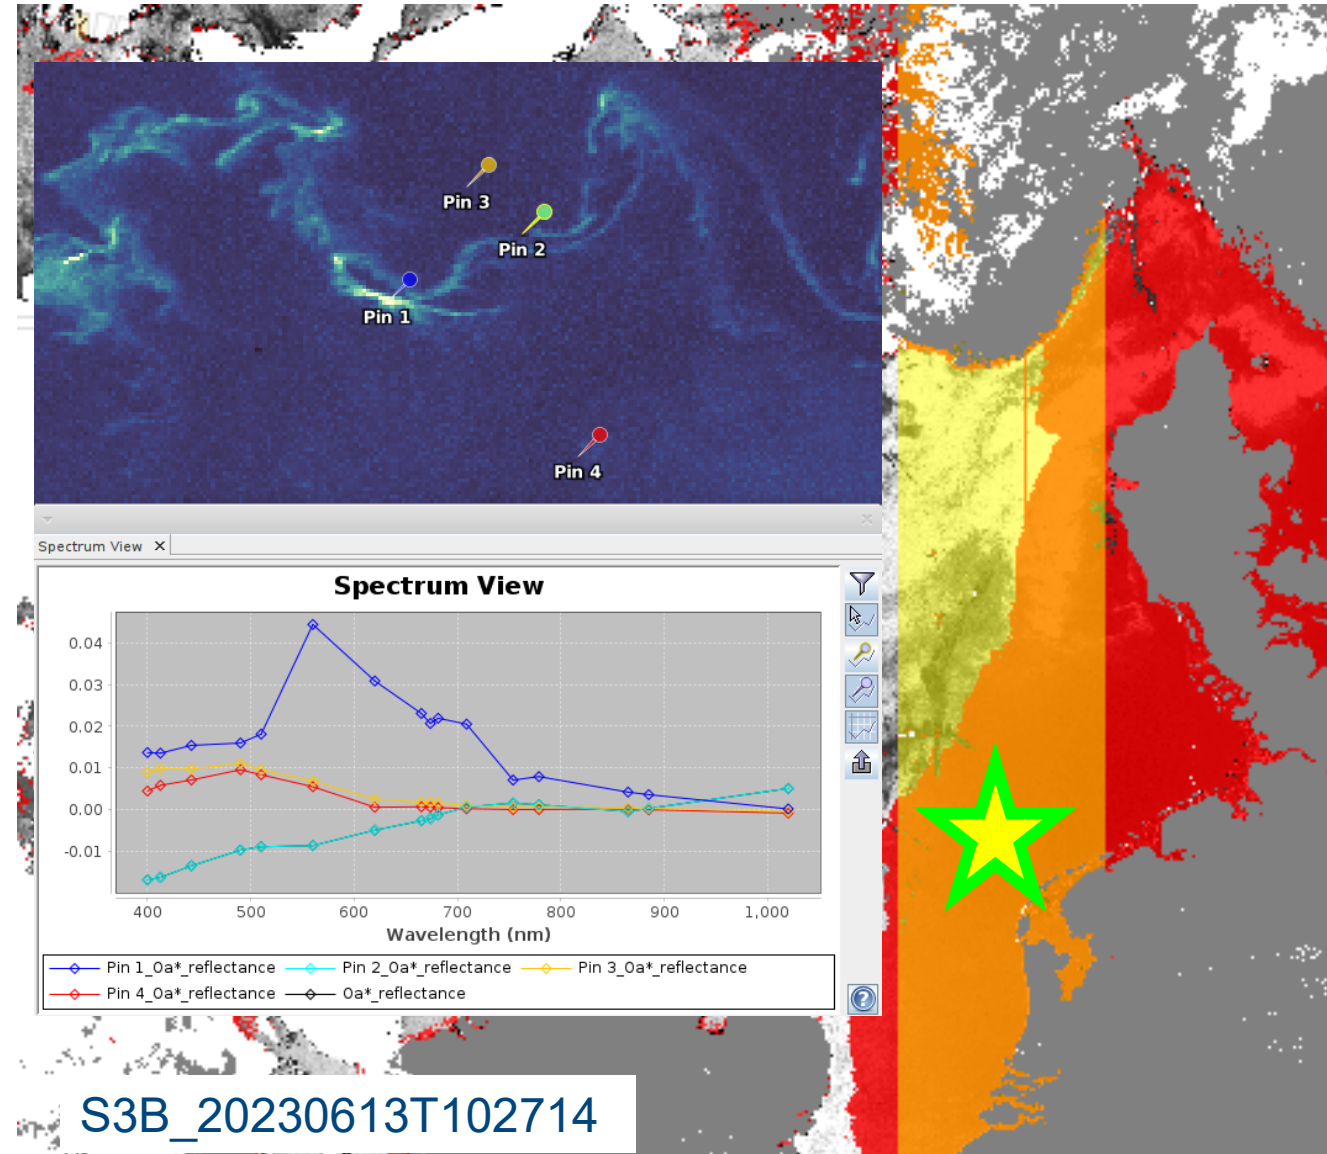 Pin 3
Pin 2
Pin 1
Pin 4
Spectrum View X
Spectrum View
0.04
0.03
0.02
0.01
0.00
-0.01
400 500 600 700 800 900 1,000
Wavelength (nm)
Pin 1_Oa*_reflectance Pin 2_Oa*_reflectance Pin 3_Oa*_reflectance
Pin 4_Oa*_reflectance Oa*_reflectance
?
S3B_20230613T102714